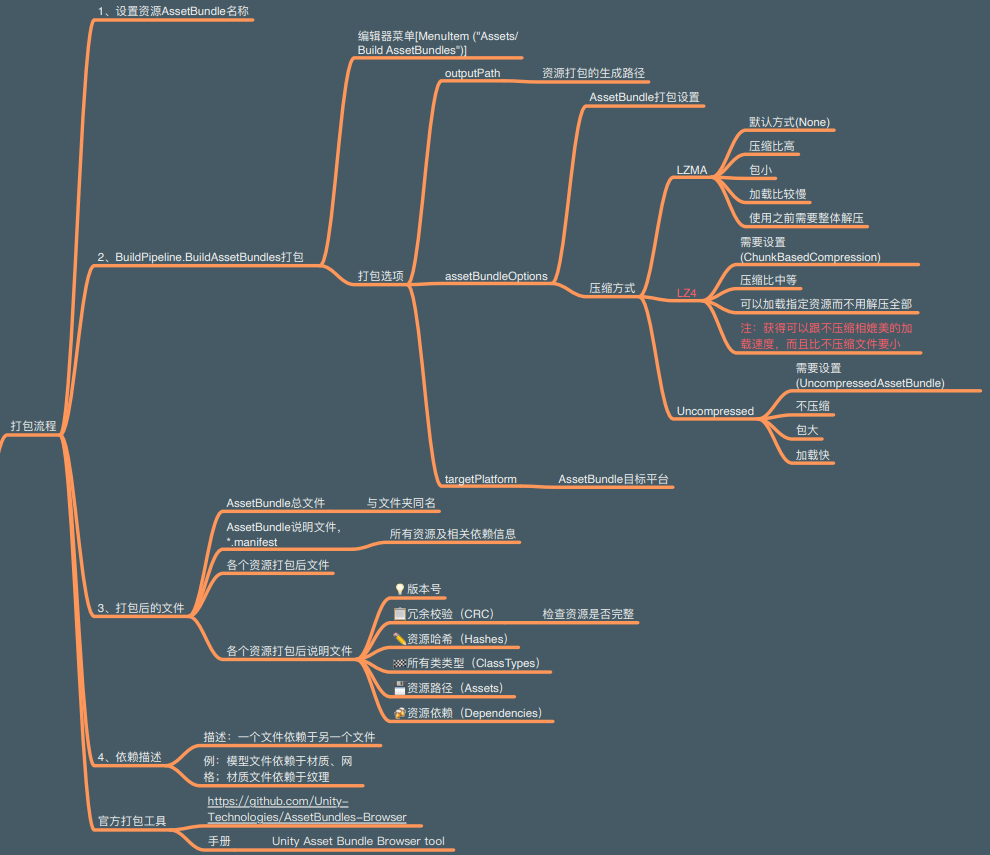 打包流程
1、设置资源AssetBundle名称
2、BuildPipeline.BuildAssetBundles打包
编辑器菜单[MenuItem ("Assets/
Build AssetBundles")]
打包选项
outputPath
资源打包的生成路径
assetBundleOptions
AssetBundle打包设置
压缩方式
LZMA
默认方式(None)
压缩比高
包小
加载比较慢
使用之前需要整体解压
LZ4
需要设置
(ChunkBasedCompression)
压缩比中等
可以加载指定资源而不用解压全部
注：获得可以跟不压缩相媲美的加
载速度，而且比不压缩文件要小
Uncompressed
需要设置
(UncompressedAssetBundle)
不压缩
包大
加载快
targetPlatform
AssetBundle目标平台
3、打包后的文件
AssetBundle总文件
与文件夹同名
AssetBundle说明文件，
*.manifest
所有资源及相关依赖信息
各个资源打包后文件
各个资源打包后说明文件
版本号
冗余校验（CRC）
检查资源是否完整
资源哈希（Hashes）
所有类类型（ClassTypes）
资源路径（Assets）
资源依赖（Dependencies）
4、依赖描述
描述：一个文件依赖于另一个文件
例：模型文件依赖于材质、网
格；材质文件依赖于纹理
官方打包工具
https://github.com/Unity-
Technologies/AssetBundles-Browser
手册
Unity Asset Bundle Browser tool